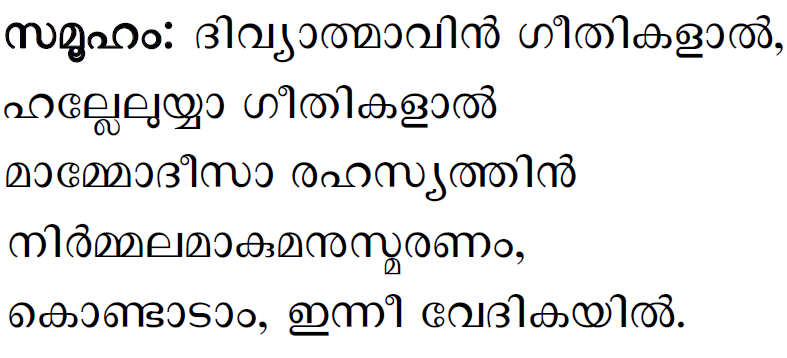 സമൂഹം: ദിവ്യാത്മാവിൻ ഗീതികളാൽ,
ഹല്ലേലുയ്യാ ഗീതികളാൽ
മാമ്മോദീസാ രഹസ്യത്തിൻ
നിർമ്മലമാകുമനുസ്മരണം,
കൊണ്ടാടാം, ഇന്നീ വേദികയിൽ.